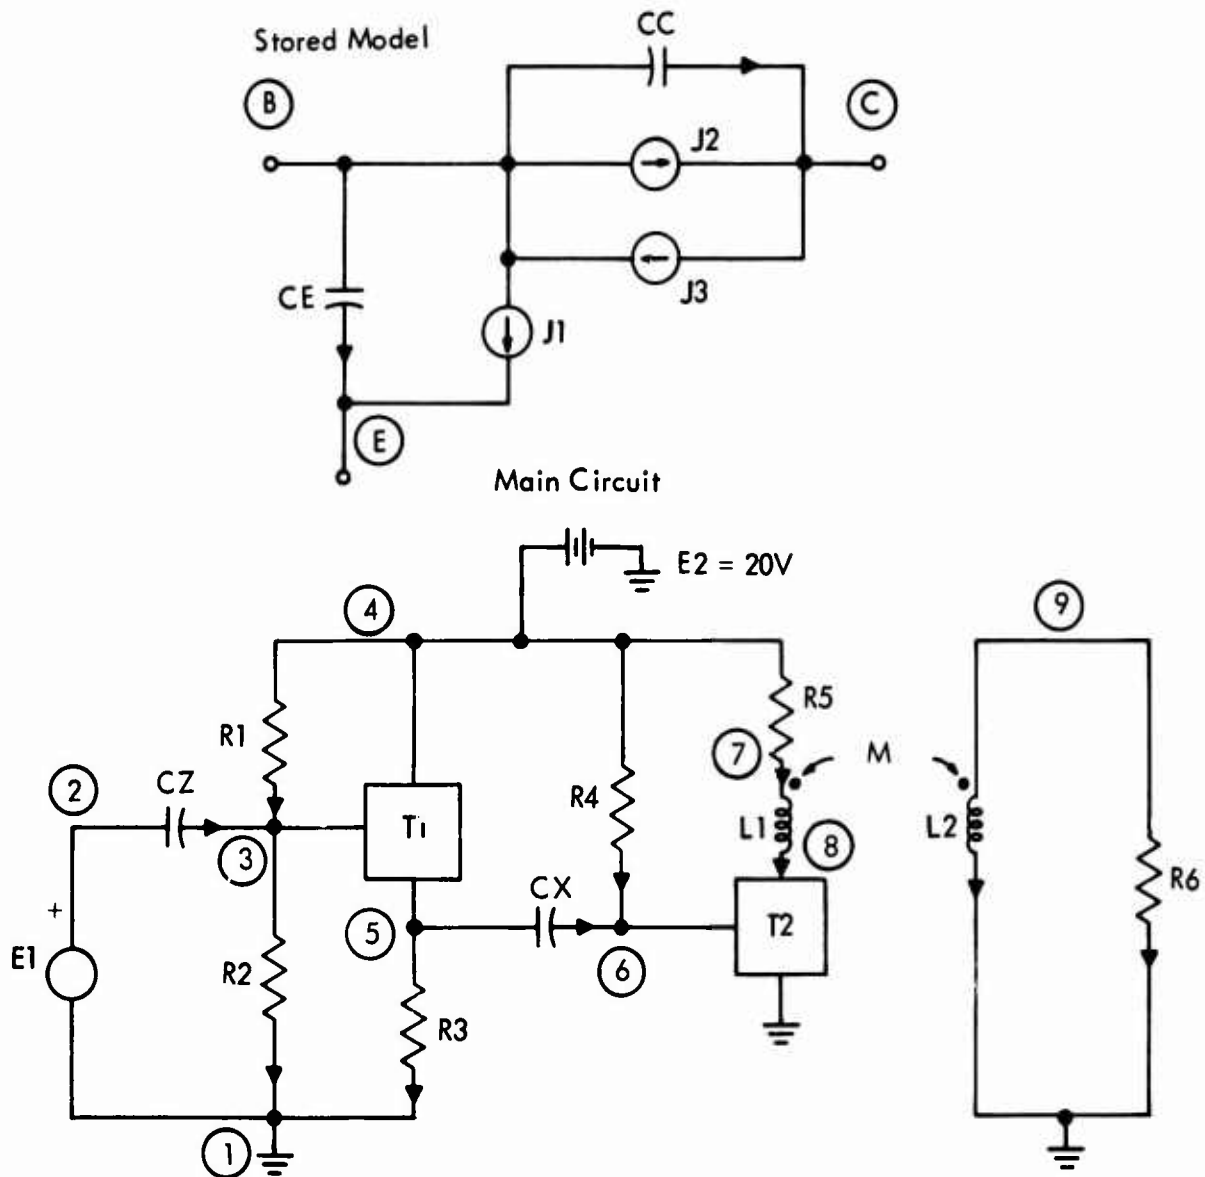 Stored Model
CC
B
C
J2
J3
CE
J1
E
Main Circuit
E2 = 20V
4
9
R1
R5
7
M
2
CZ
R4
T1
L1
8
L2
3
CX
R6
+
5
T2
E1
R2
6
R3
1